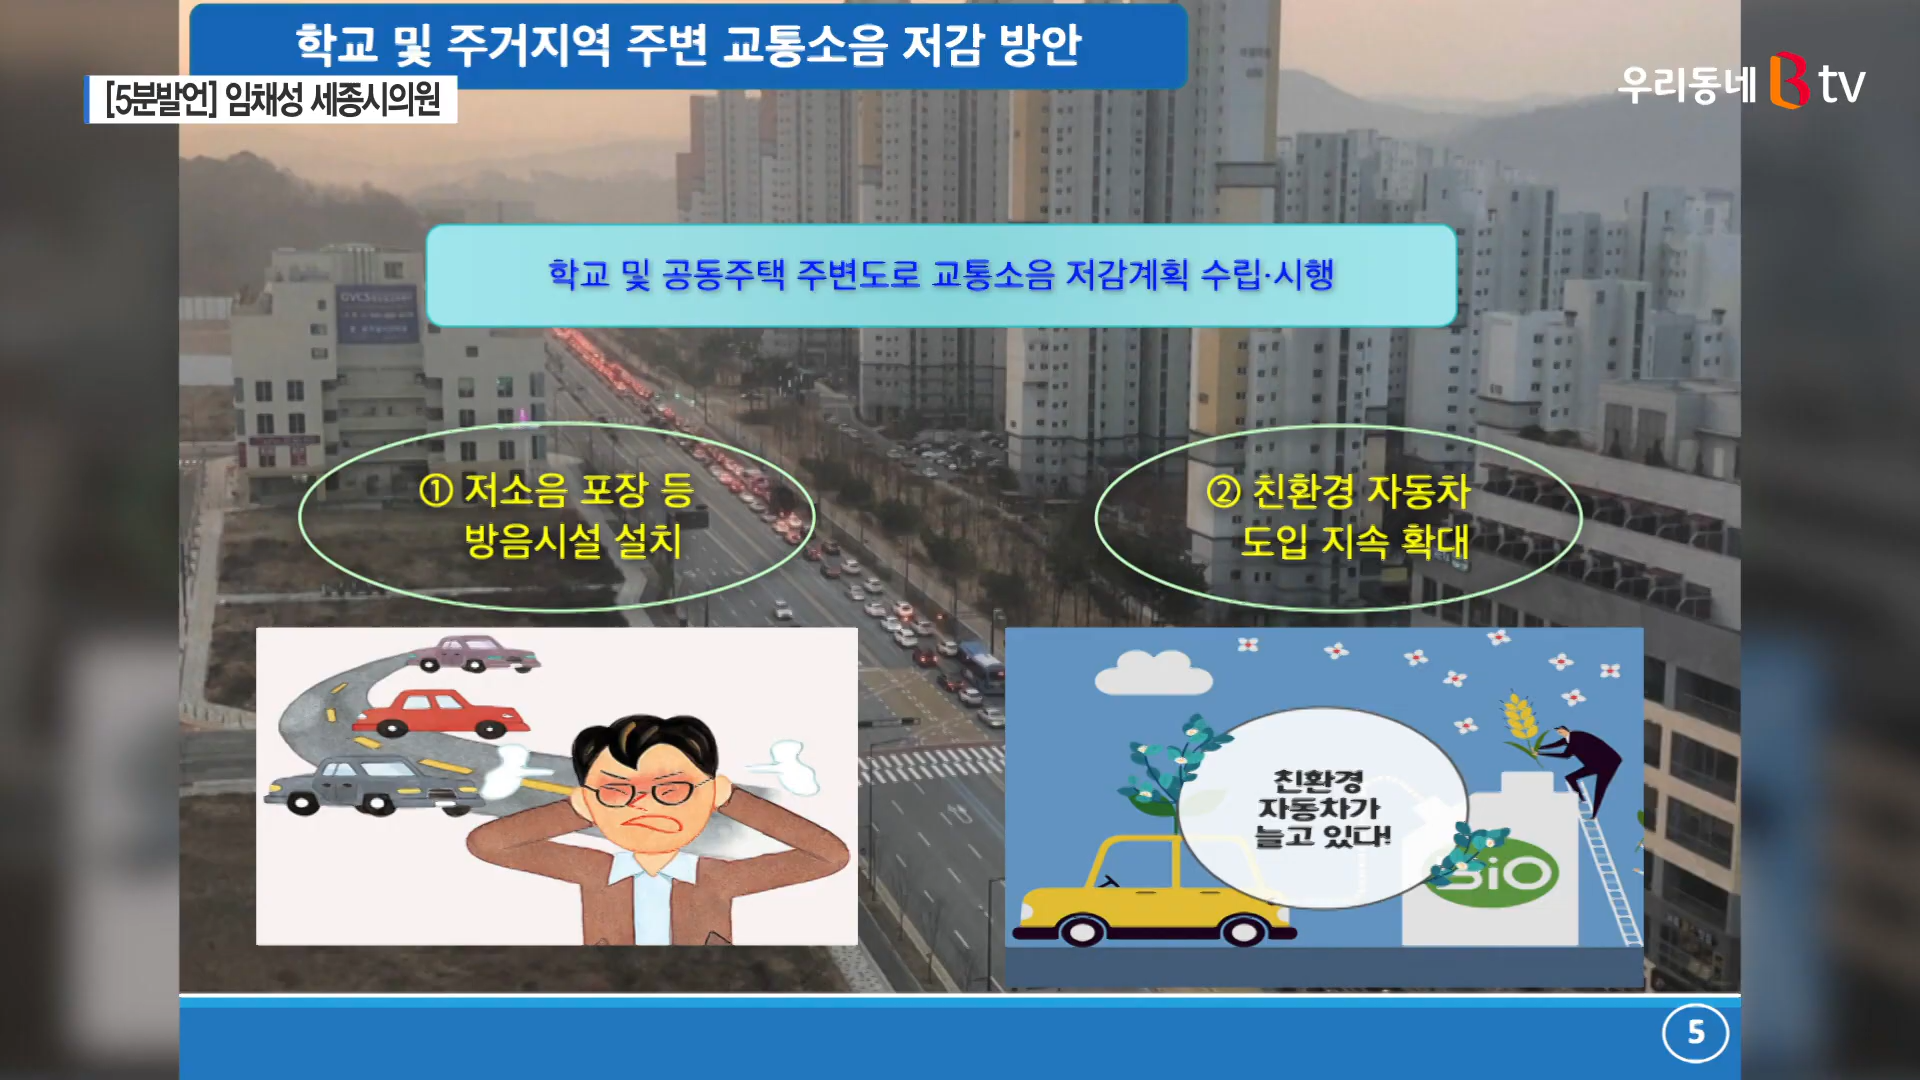 학교 및 주거지역 주변 교통소음 저감 방안
[5분발언] 임채성 세종시의원
우리동네 B tv
학교 및 공동주택 주변도로 교통소음 저감계획 수립·시행
GVCS
① 저소음 포장 등
방음시설 설치
② 친환경 자동차
도입 지속 확대
친환경
자동차가
늘고 있다!
BiO
5